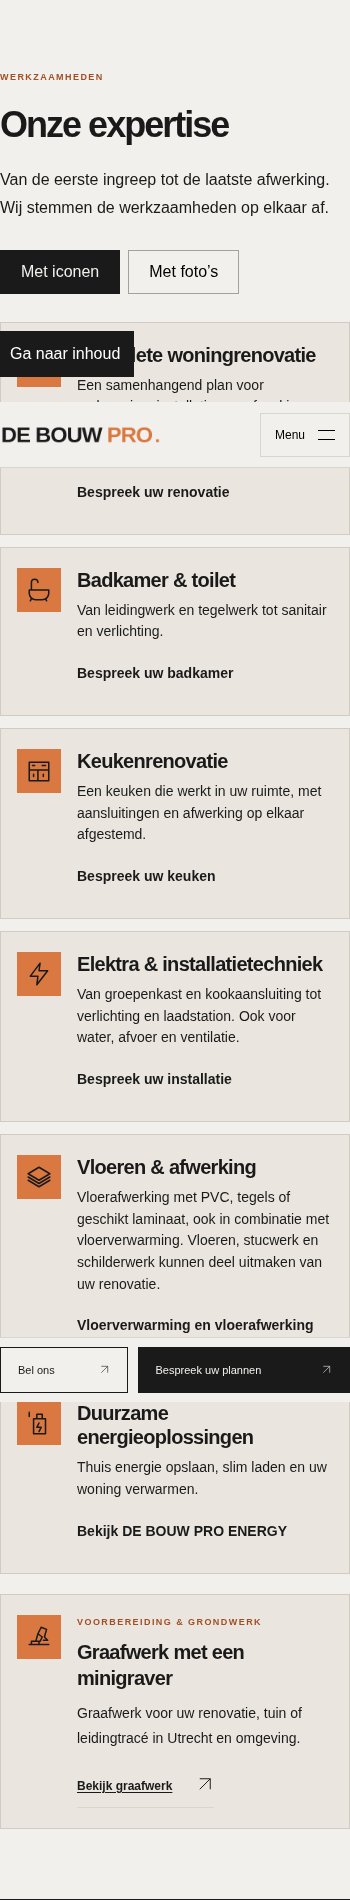 WERKZAAMHEDEN
Onze expertise
Van de eerste ingreep tot de laatste afwerking.
Wij stemmen de werkzaamheden op elkaar af.
Met iconen
Met foto’s
Ga naar inhoud
lete woningrenovatie
Een samenhangend plan voor
DE BOUW PRO.
Menu
Bespreek uw renovatie
Badkamer & toilet
Van leidingwerk en tegelwerk tot sanitair
en verlichting.
Bespreek uw badkamer
Keukenrenovatie
Een keuken die werkt in uw ruimte, met
aansluitingen en afwerking op elkaar
afgestemd.
Bespreek uw keuken
Elektra & installatietechniek
Van groepenkast en kookaansluiting tot
verlichting en laadstation. Ook voor
water, afvoer en ventilatie.
Bespreek uw installatie
Vloeren & afwerking
Vloerafwerking met PVC, tegels of
geschikt laminaat, ook in combinatie met
vloerverwarming. Vloeren, stucwerk en
schilderwerk kunnen deel uitmaken van
uw renovatie.
Vloerverwarming en vloerafwerking
Bel ons
Bespreek uw plannen
Duurzame
energieoplossingen
Thuis energie opslaan, slim laden en uw
woning verwarmen.
Bekijk DE BOUW PRO ENERGY
VOORBEREIDING & GRONDWERK
Graafwerk met een
minigraver
Graafwerk voor uw renovatie, tuin of
leidingtracé in Utrecht en omgeving.
Bekijk graafwerk